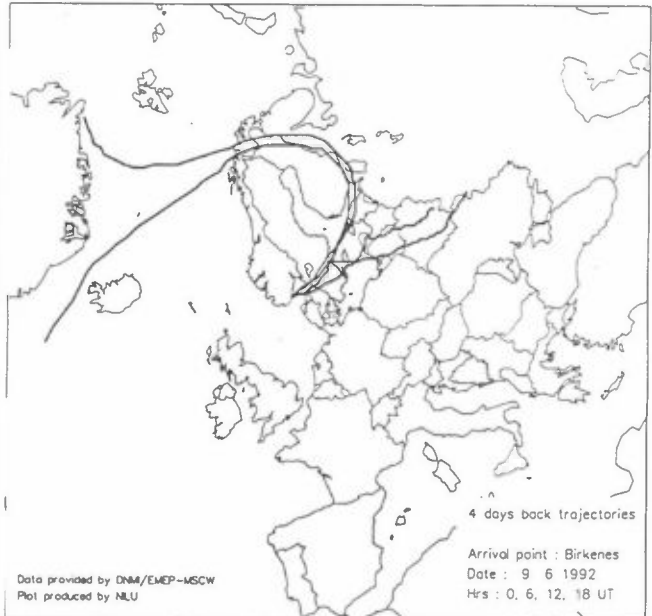 4 days back trajectories
Arrival point : Birkenes
Date : 9 6 1992
Hrs : 0, 6, 12, 18 UT
Data provided by DNMI/EMEP-MSCW
Plot produced by NILU